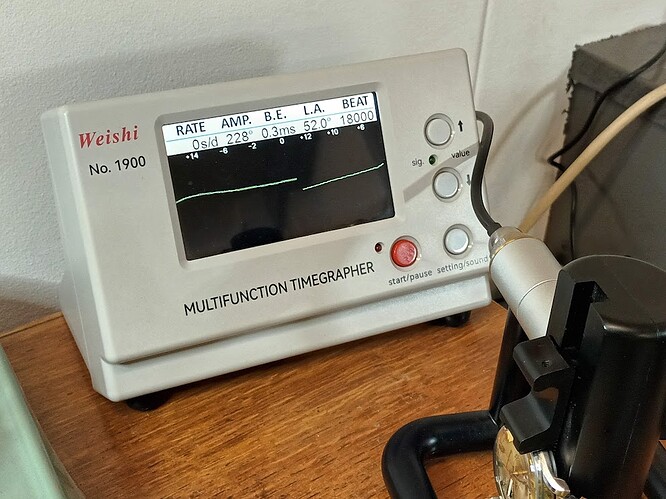 Weishi
No. 1900
RATE AMP. B.E. L.A. BEAT
0s/d 228° 0.3ms 52.0° 18000
+14 -6 -2 0 +12 +10 +8
sig. value
start/pause setting/sound
MULTIFUNCTION TIMEGRAPHER